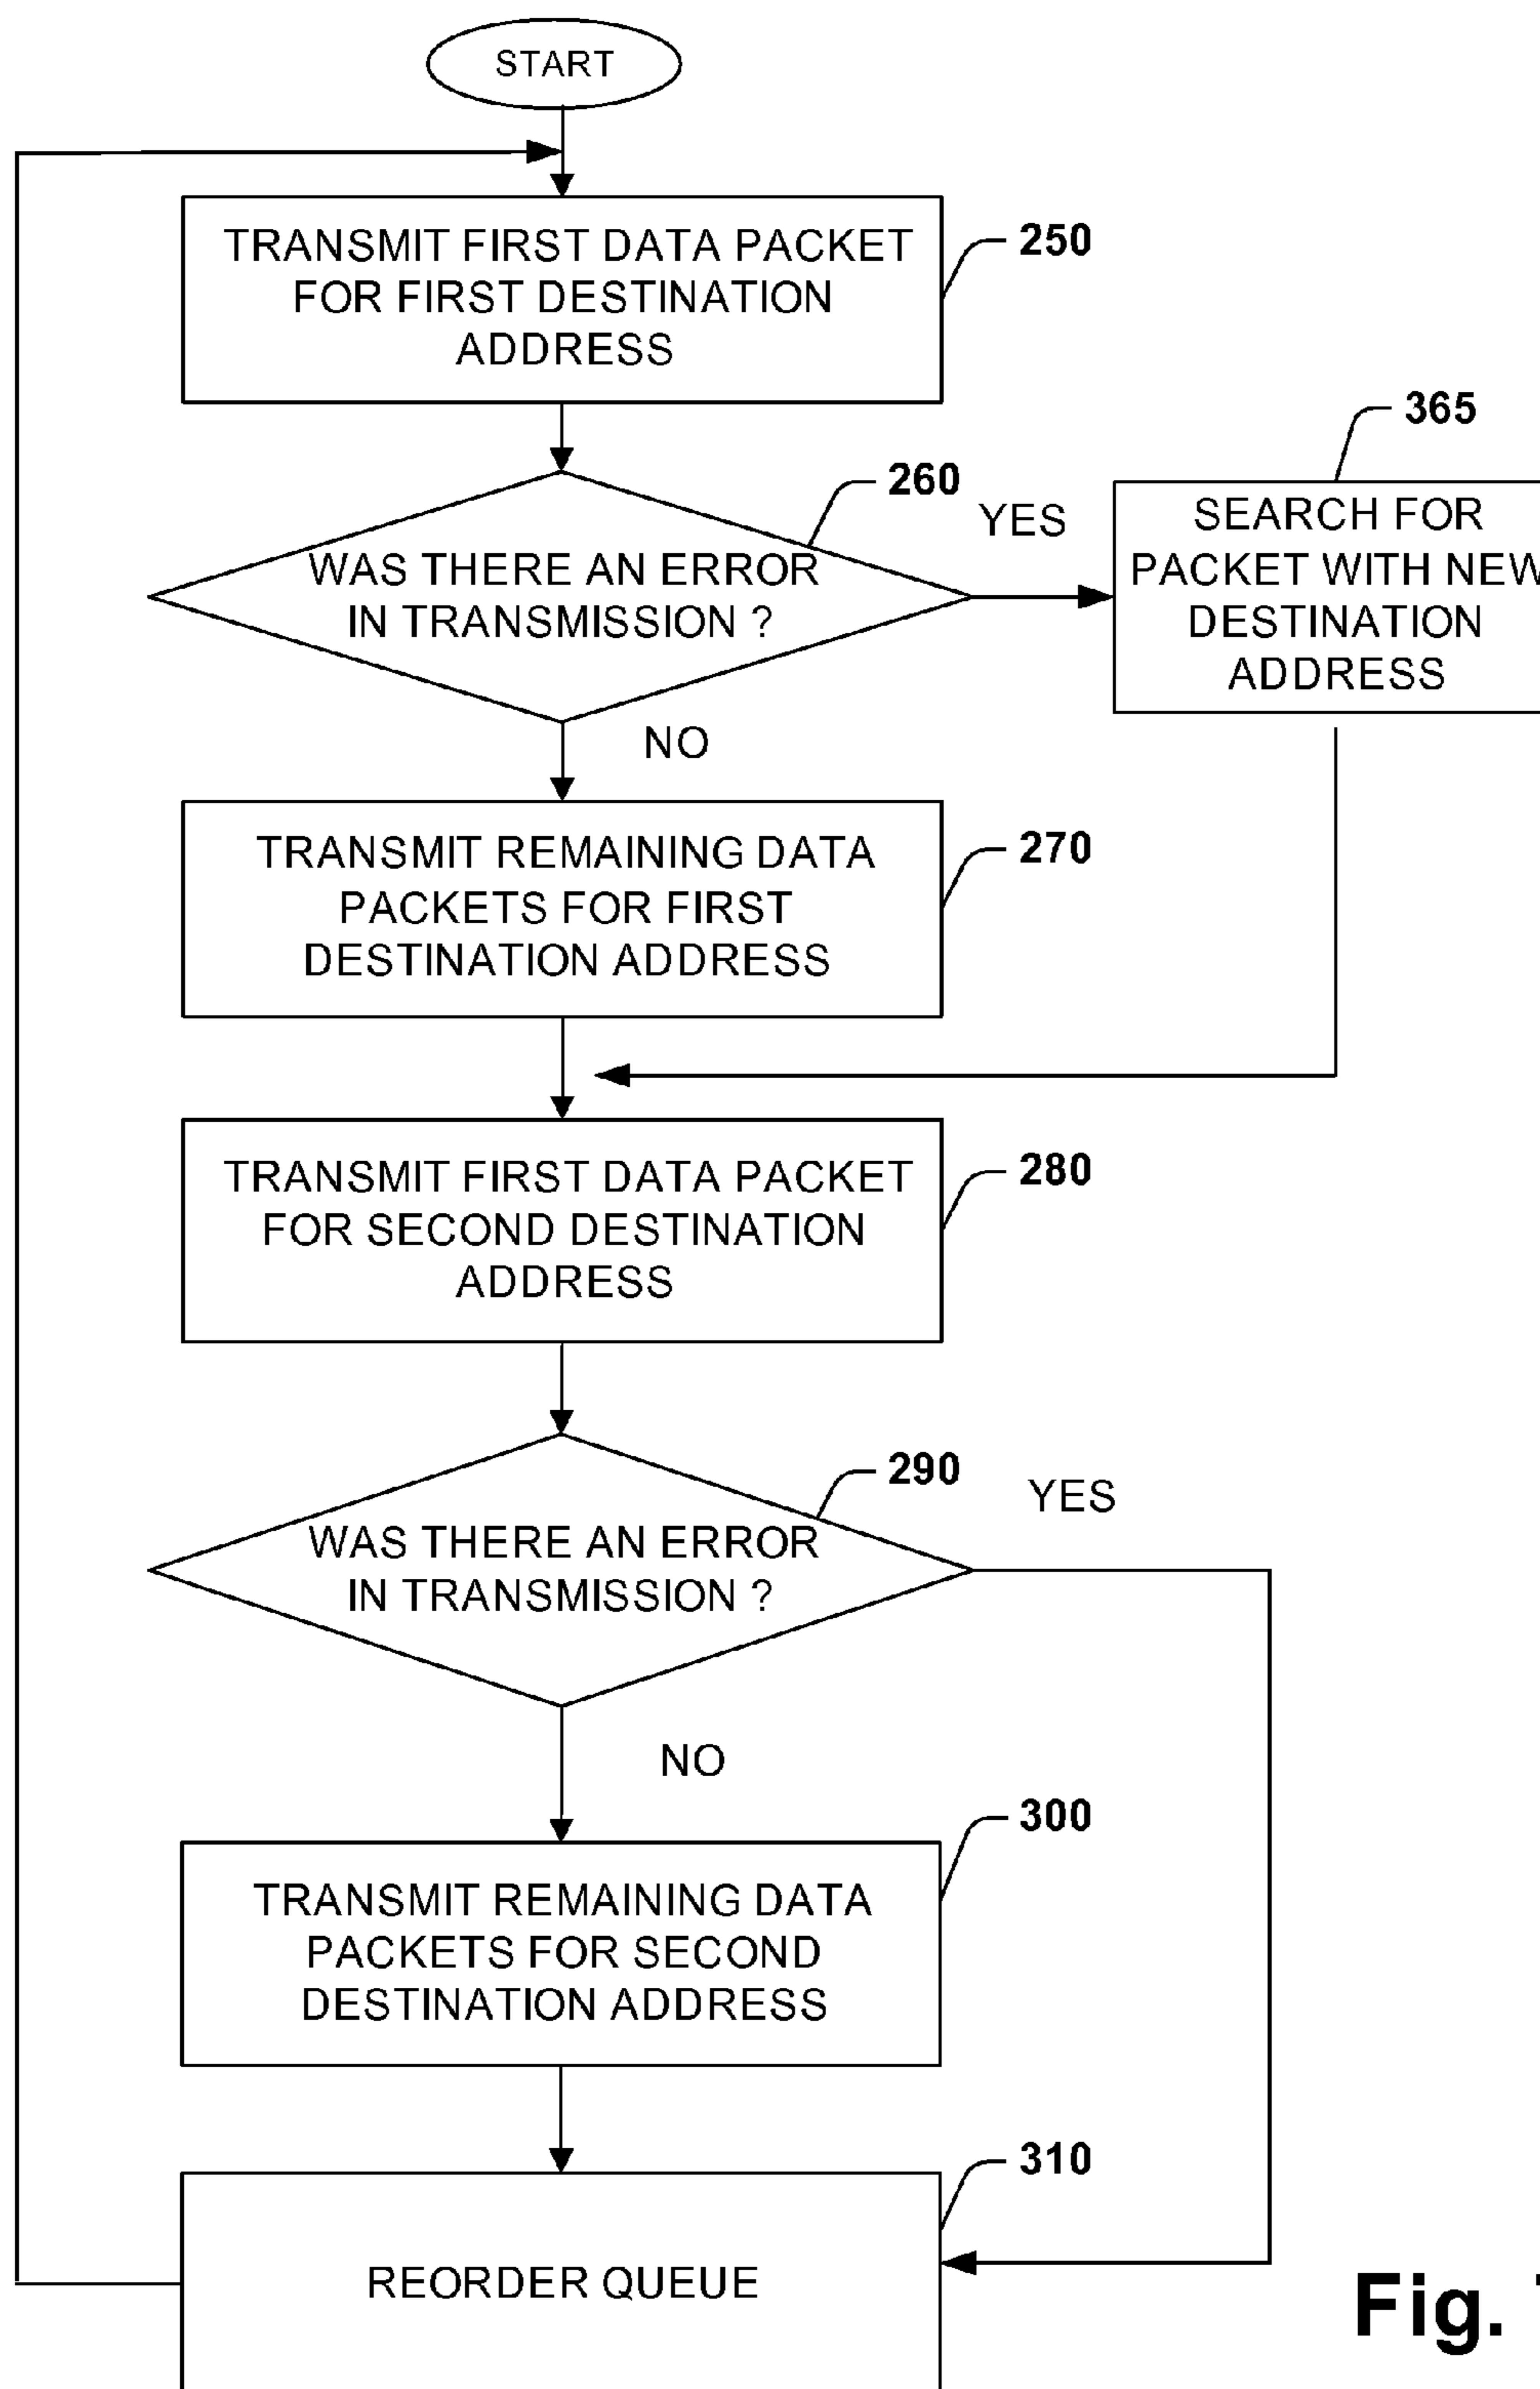 START
TRANSMIT FIRST DATA PACKET
FOR FIRST DESTINATION
ADDRESS
250
365
260
YES
WAS THERE AN ERROR
IN TRANSMISSION ?
SEARCH FOR
PACKET WITH NEW
DESTINATION
ADDRESS
NO
TRANSMIT REMAINING DATA
PACKETS FOR FIRST
DESTINATION ADDRESS
270
TRANSMIT FIRST DATA PACKET
FOR SECOND DESTINATION
ADDRESS
280
290
YES
WAS THERE AN ERROR
IN TRANSMISSION ?
NO
300
TRANSMIT REMAINING DATA
PACKETS FOR SECOND
DESTINATION ADDRESS
310
REORDER QUEUE
Fig.